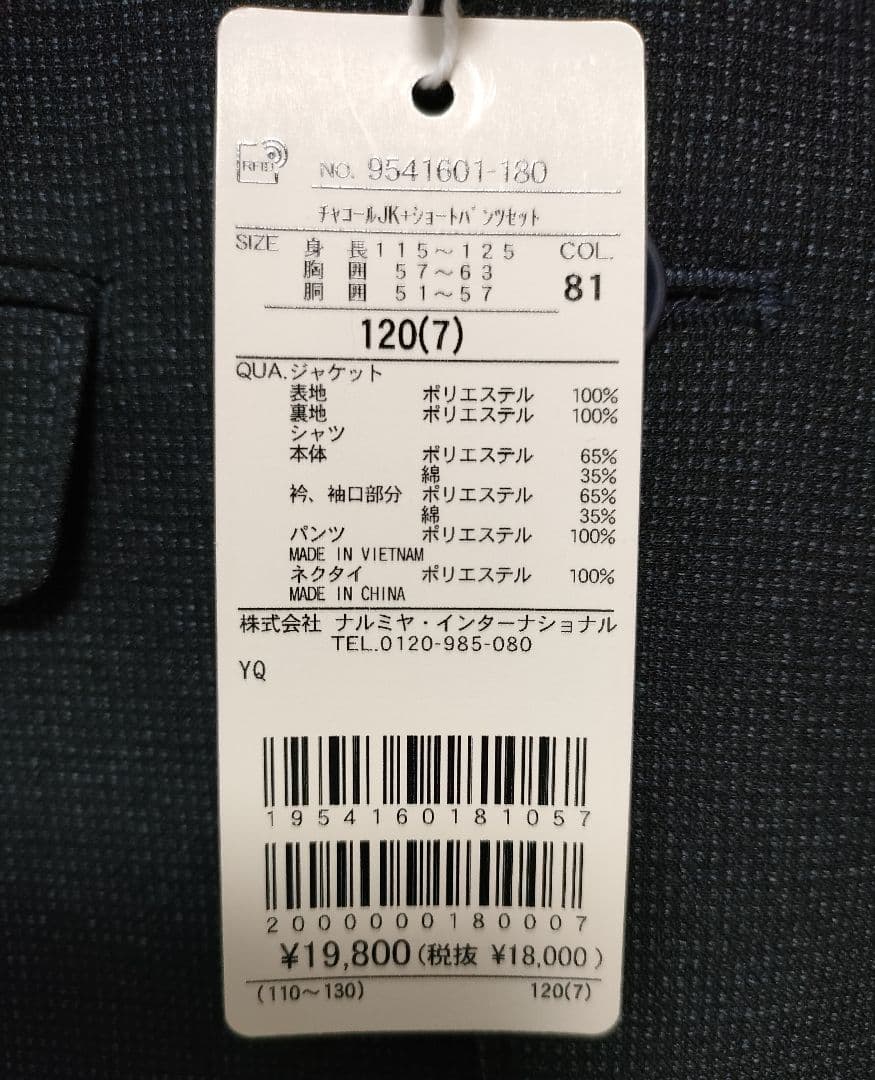 RFID
NO. 9541601-180
チャコールJK+ショートパンツセット
SIZE 身 長 115～125 COL.
胸 囲 57～63
胴 囲 51～57 81
120(7)
QUA.ジャケット
表地 ポリエステル 100%
裏地 ポリエステル 100%
シャツ
本体 ポリエステル 65%
綿 35%
衿、袖口部分 ポリエステル 65%
綿 35%
パンツ ポリエステル 100%
MADE IN VIETNAM
ネクタイ ポリエステル 100%
MADE IN CHINA
株式会社 ナルミヤ・インターナショナル
TEL.0120-985-080
YQ
1954160181057
2000000180007
¥19,800(税抜 ¥18,000)
(110～130) 120(7)